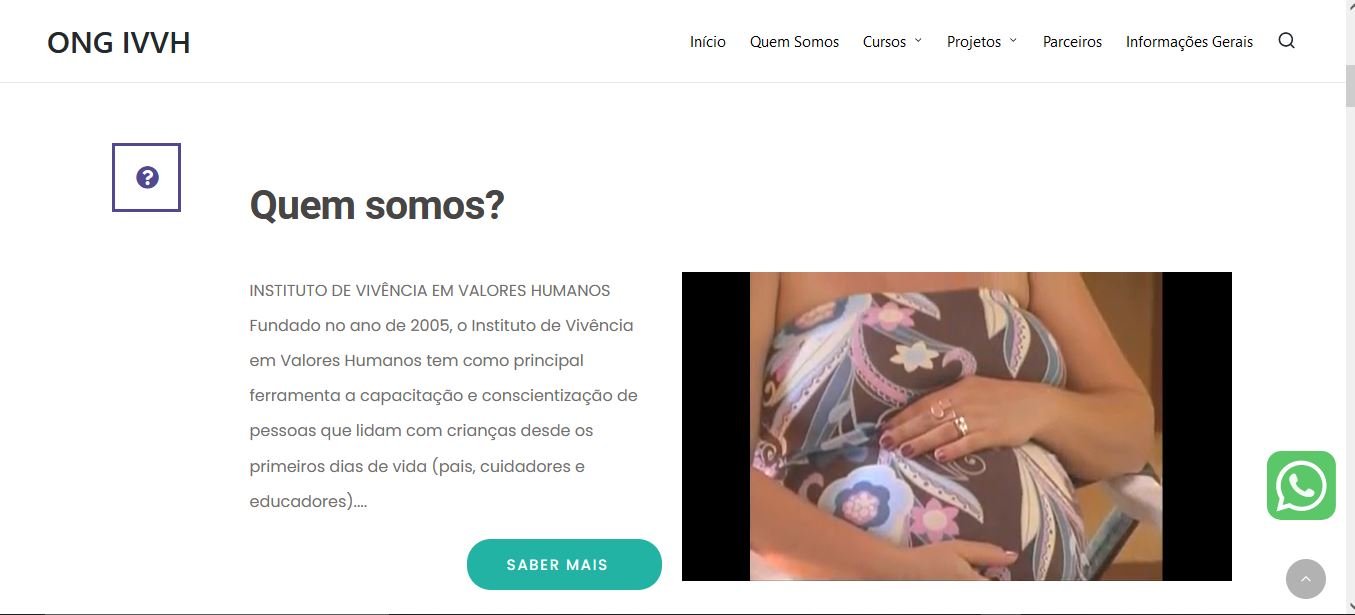 ONG IVVH
Início Quem Somos Cursos Projetos Parceiros Informações Gerais
?
Quem somos?
INSTITUTO DE VIVÊNCIA EM VALORES HUMANOS
Fundado no ano de 2005, o Instituto de Vivência
em Valores Humanos tem como principal
ferramenta a capacitação e conscientização de
pessoas que lidam com crianças desde os
primeiros dias de vida (pais, cuidadores e
educadores)....
SABER MAIS